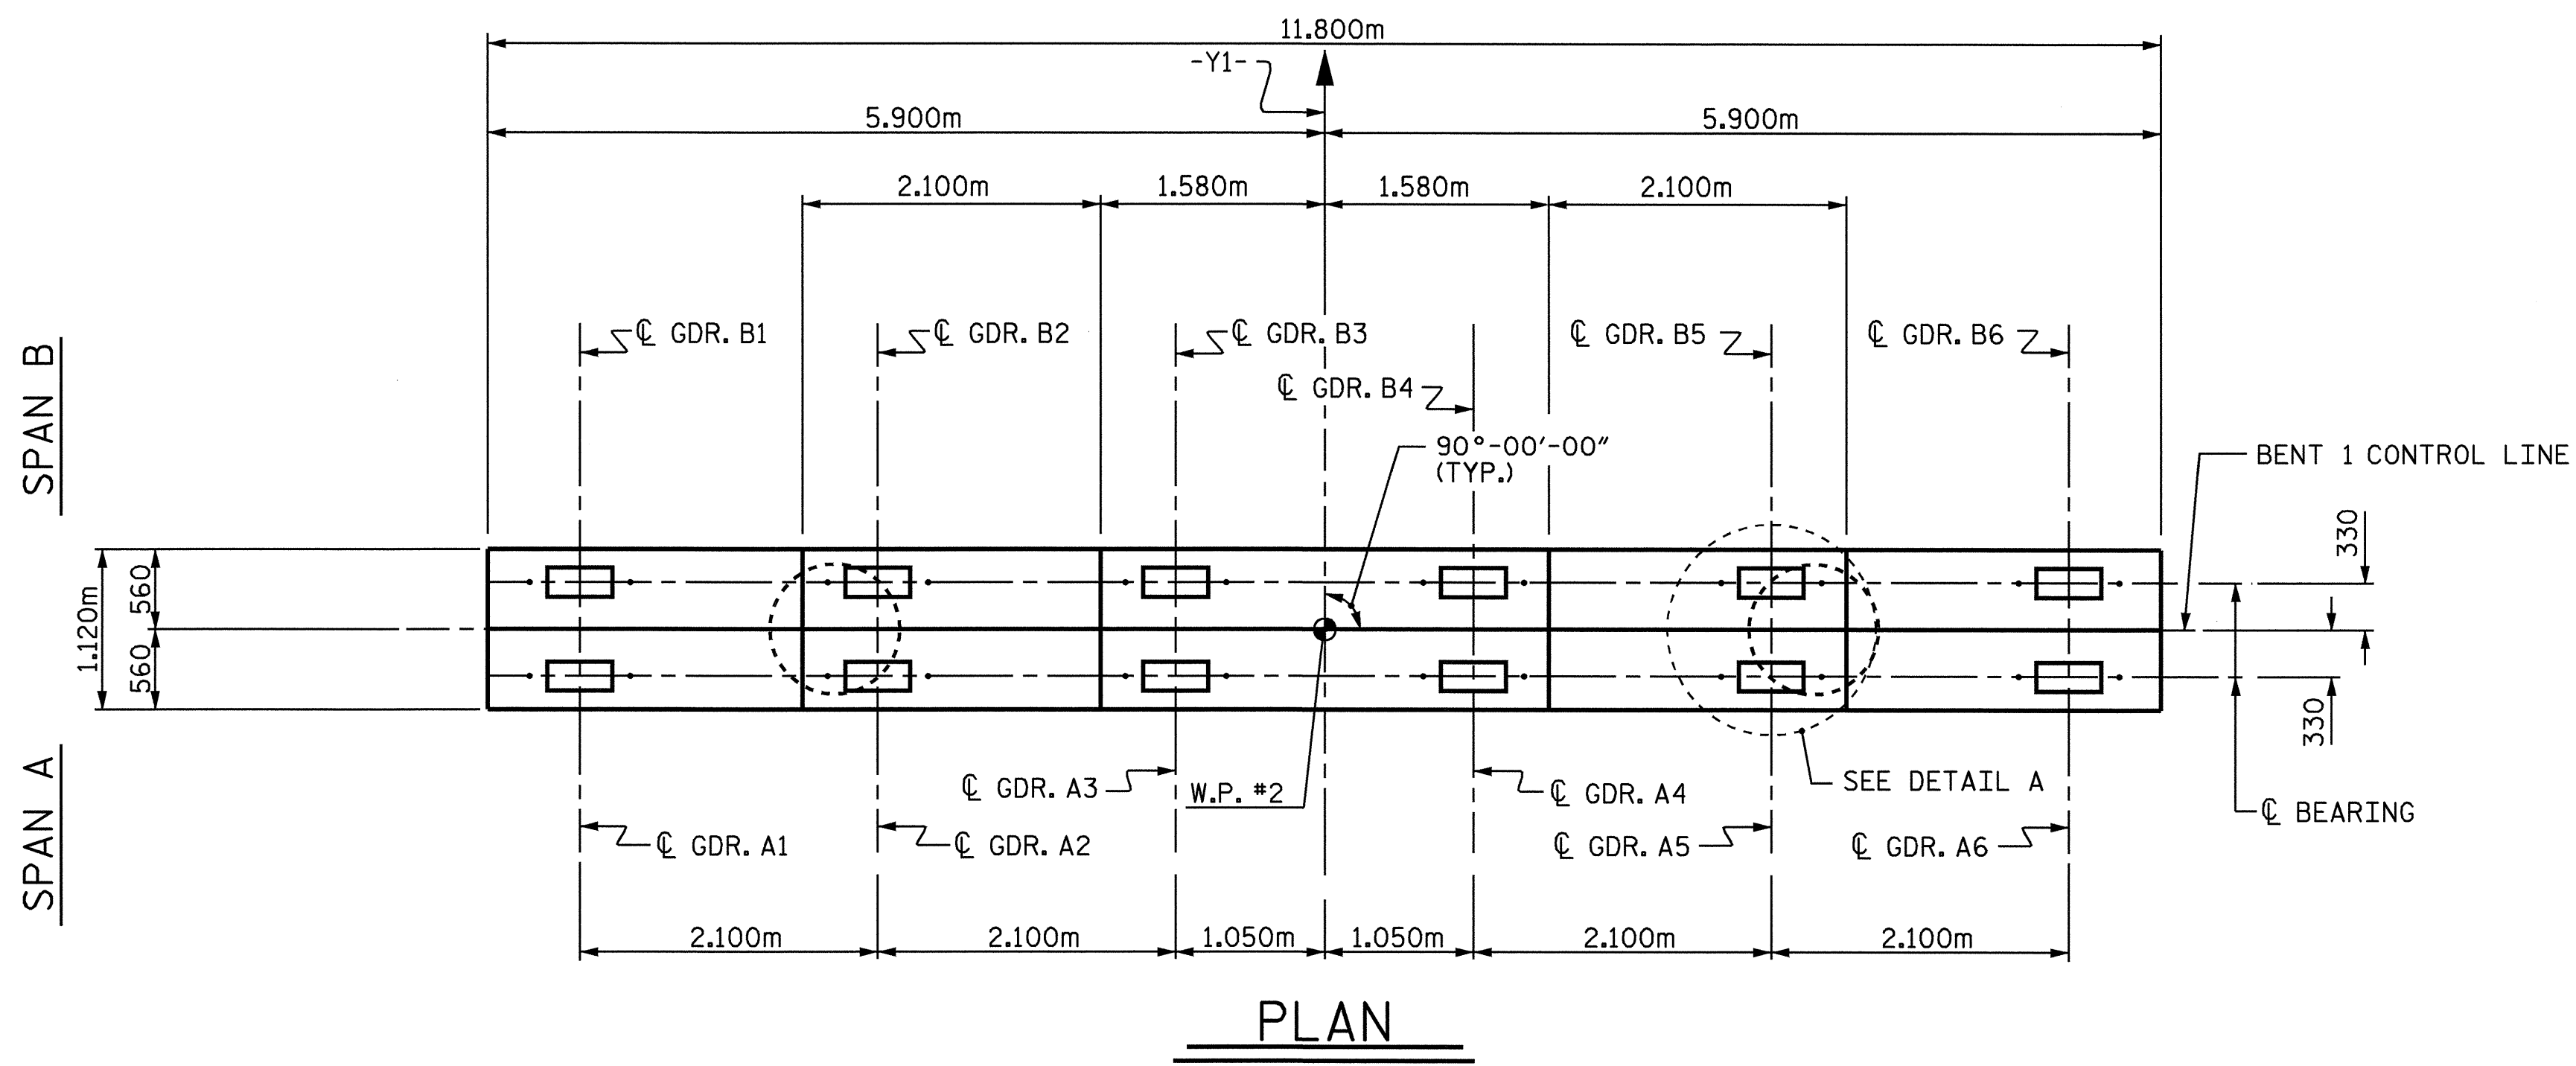 11.800m
-Y1-
5.900m
5.900m
2.100m
1.580m
1.580m
2.100m
℄ GDR. B1
℄ GDR. B2
℄ GDR. B3
℄ GDR. B4
℄ GDR. B5
℄ GDR. B6
SPAN B
90°-00'-00"
(TYP.)
BENT 1 CONTROL LINE
330
1.120m
560
560
330
SPAN A
℄ GDR. A3
W.P. #2
℄ GDR. A4
SEE DETAIL A
℄ BEARING
℄ GDR. A1
℄ GDR. A2
℄ GDR. A5
℄ GDR. A6
2.100m
2.100m
1.050m
1.050m
2.100m
2.100m
PLAN